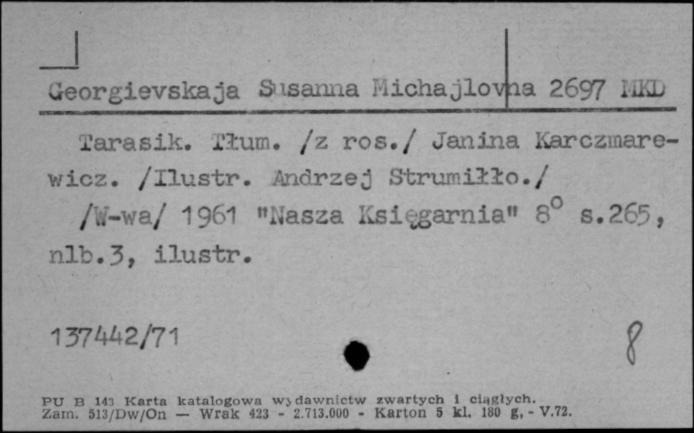 Georgievskaja Susanna Michajlovna 2697 MKD
Tarasik. Tłum. /z ros./ Janina Karczmare-
wicz. /Ilustr. Andrzej Strumiłło./
/W-wa/ 1961 "Nasza Księgarnia" 8° s.265,
nlb.3, ilustr.
137442/71
8
PU B 143 Karta katalogowa wydawnictw zwartych i ciągłych.
Zam. 513/Dw/On — Wrak 423 - 2.713.000 - Karton 5 kl. 180 g, - V.72.